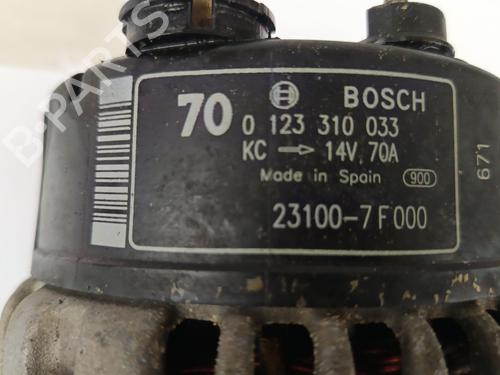 70 BOSCH
0 123 310 033
KC → 14V 70A
Made in Spain 900
23100-7F000
671
B-PARTS